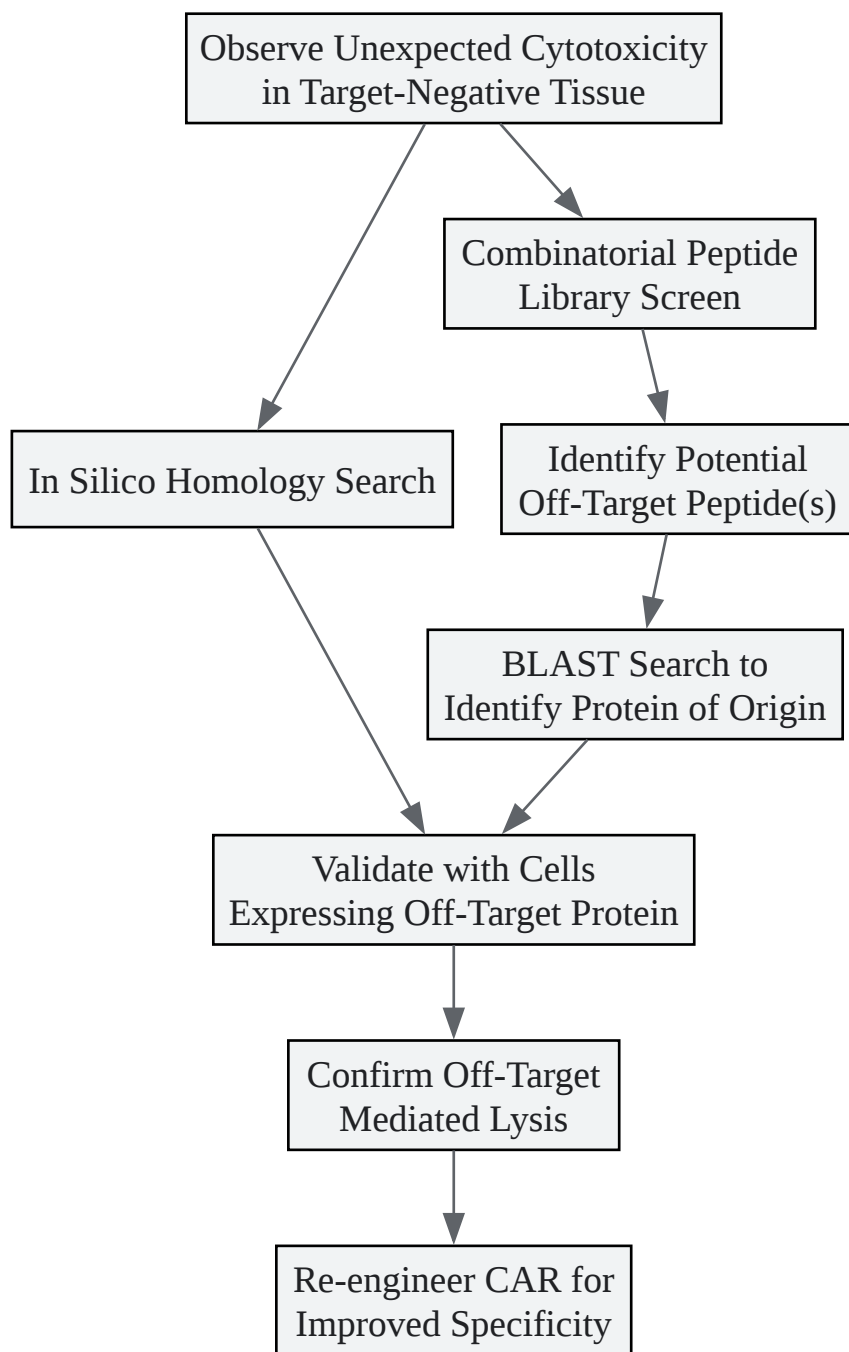 Observe Unexpected Cytotoxicity
in Target-Negative Tissue
Combinatorial Peptide
Library Screen
In Silico Homology Search
Identify Potential
Off-Target Peptide(s)
BLAST Search to
Identify Protein of Origin
Validate with Cells
Expressing Off-Target Protein
Confirm Off-Target
Mediated Lysis
Re-engineer CAR for
Improved Specificity